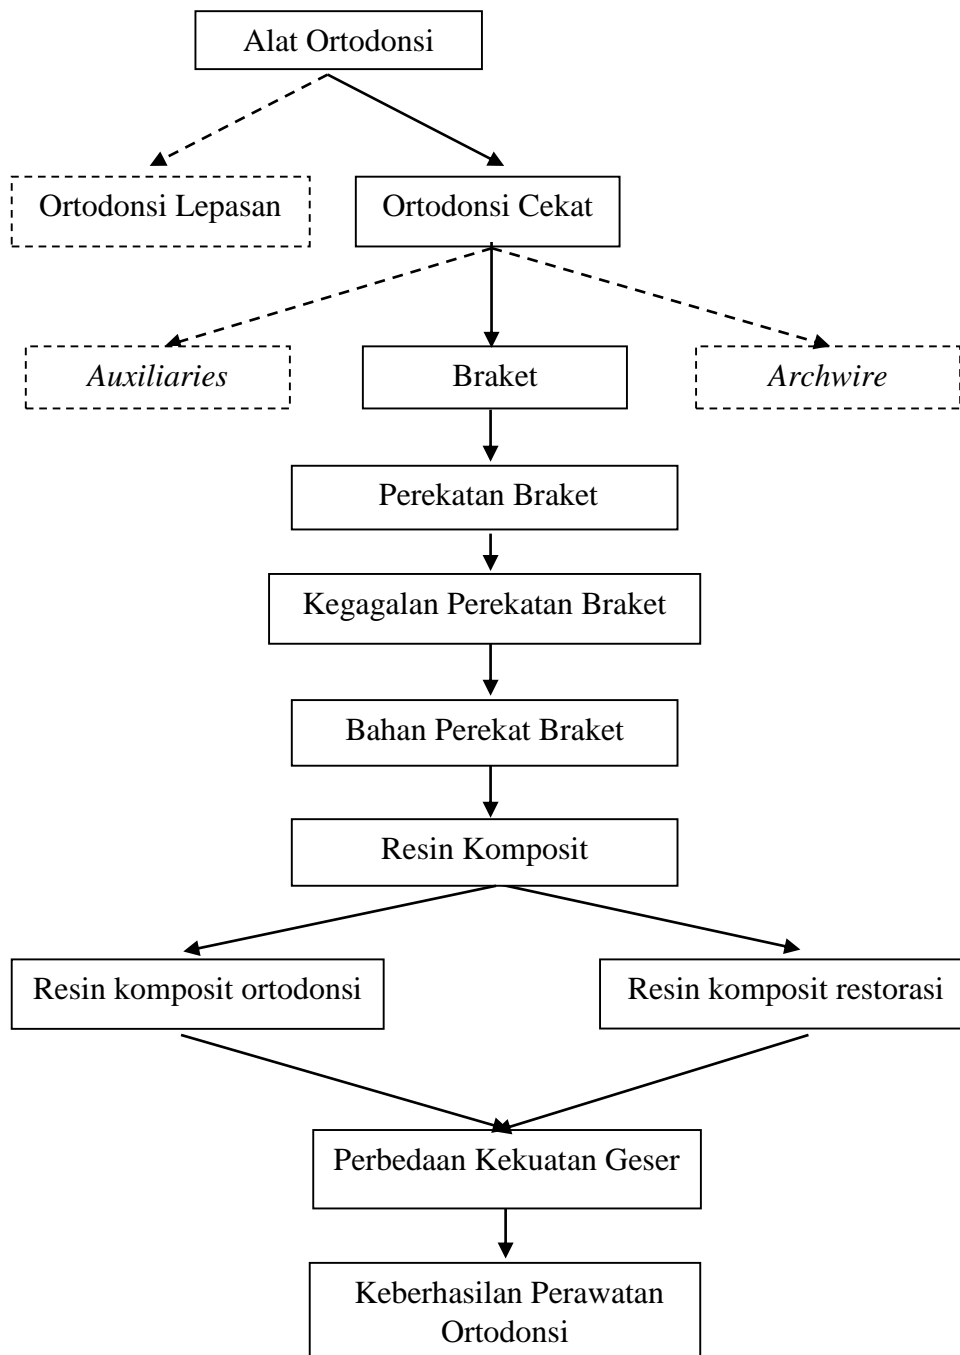 Alat Ortodonsi
Ortodonsi Lepasan
Ortodonsi Cekat
Auxiliaries
Braket
Archwire
Perekatan Braket
Kegagalan Perekatan Braket
Bahan Perekat Braket
Resin Komposit
Resin komposit ortodonsi
Resin komposit restorasi
Perbedaan Kekuatan Geser
Keberhasilan Perawatan
Ortodonsi